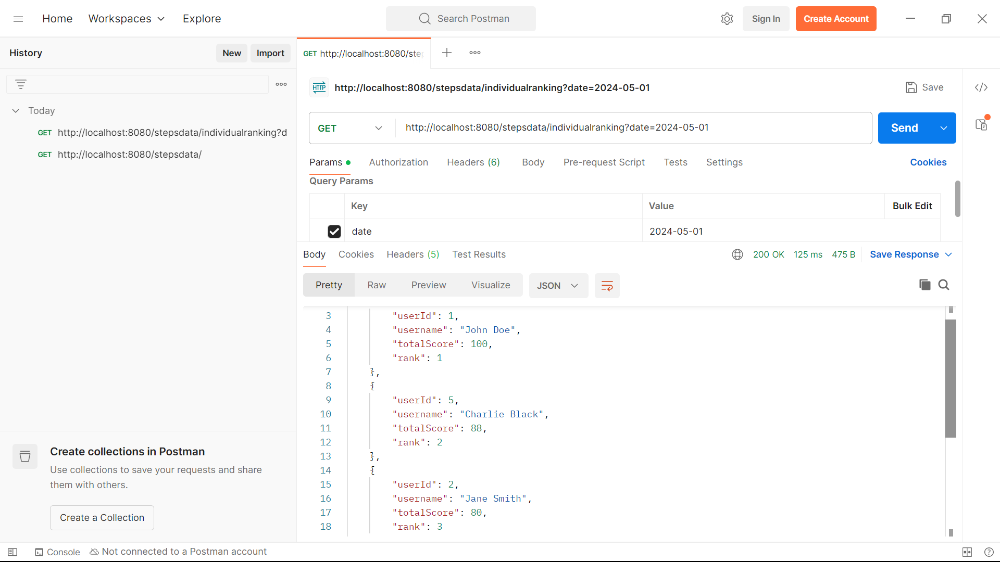 Home Workspaces Explore Search Postman Sign In Create Account
History New Import
GET http://localhost:8080/step
Today
GET http://localhost:8080/stepsdata/individualranking?d
GET http://localhost:8080/stepsdata/
Create collections in Postman
Use collections to save your requests and share
them with others.
Create a Collection
HTTP http://localhost:8080/stepsdata/individualranking?date=2024-05-01 Save
GET http://localhost:8080/stepsdata/individualranking?date=2024-05-01 Send
Params Authorization Headers (6) Body Pre-request Script Tests Settings Cookies
Query Params
Key Value Bulk Edit
date 2024-05-01
Body Cookies Headers (5) Test Results 200 OK 125 ms 475 B Save Response
Pretty Raw Preview Visualize JSON
3 "userId": 1,
4 "username": "John Doe",
5 "totalScore": 100,
6 "rank": 1
7 },
8 {
9 "userId": 5,
10 "username": "Charlie Black",
11 "totalScore": 88,
12 "rank": 2
13 },
14 {
15 "userId": 2,
16 "username": "Jane Smith",
17 "totalScore": 80,
18 "rank": 3
Console Not connected to a Postman account